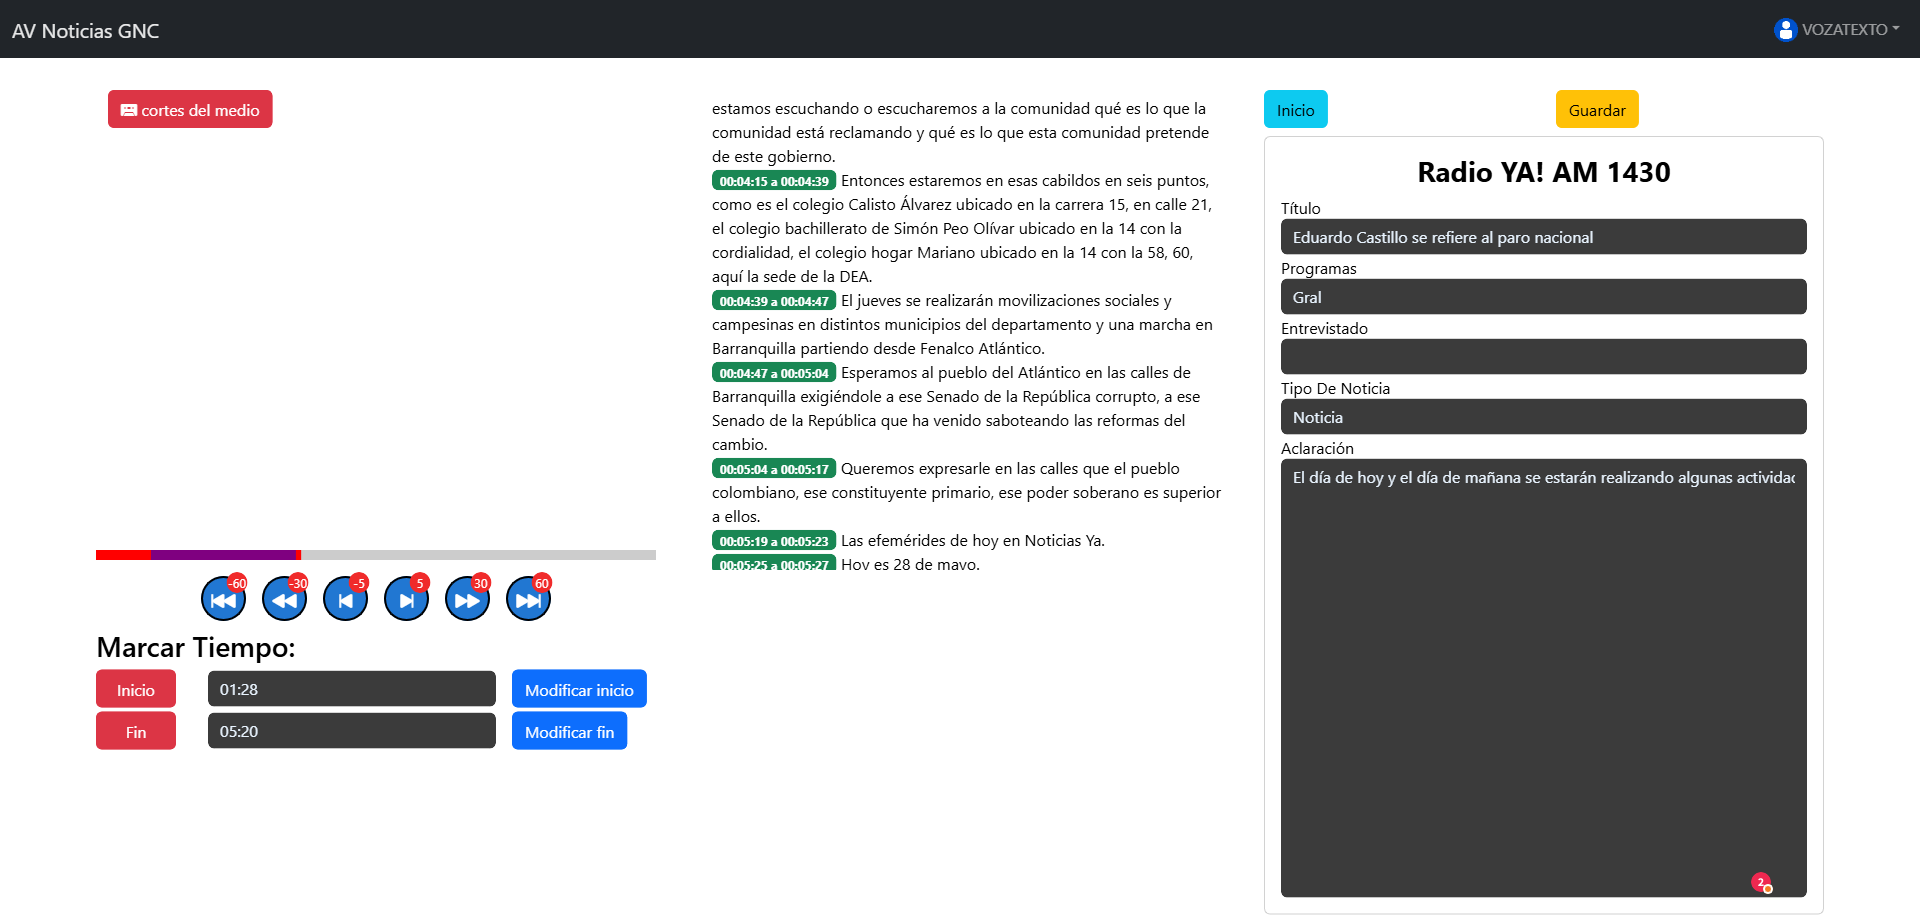 AV Noticias GNC
VOZATEXTO
cortes del medio
-60
-30
-5
5
30
60
Marcar Tiempo:
Inicio
01:28
Modificar inicio
Fin
05:20
Modificar fin
estamos escuchando o escucharemos a la comunidad qué es lo que la
comunidad está reclamando y qué es lo que esta comunidad pretende
de este gobierno.
00:04:15 a 00:04:39 Entonces estaremos en esas cabildos en seis puntos,
como es el colegio Calisto Álvarez ubicado en la carrera 15, en calle 21,
el colegio bachillerato de Simón Peo Olívar ubicado en la 14 con la
cordialidad, el colegio hogar Mariano ubicado en la 14 con la 58, 60,
aquí la sede de la DEA.
00:04:39 a 00:04:47 El jueves se realizarán movilizaciones sociales y
campesinas en distintos municipios del departamento y una marcha en
Barranquilla partiendo desde Fenalco Atlántico.
00:04:47 a 00:05:04 Esperamos al pueblo del Atlántico en las calles de
Barranquilla exigiéndole a ese Senado de la República corrupto, a ese
Senado de la República que ha venido saboteando las reformas del
cambio.
00:05:04 a 00:05:17 Queremos expresarle en las calles que el pueblo
colombiano, ese constituyente primario, ese poder soberano es superior
a ellos.
00:05:19 a 00:05:23 Las efemérides de hoy en Noticias Ya.
00:05:25 a 00:05:27 Hoy es 28 de mayo.
Inicio
Guardar
Radio YA! AM 1430
Título
Eduardo Castillo se refiere al paro nacional
Programas
Gral
Entrevistado
Tipo De Noticia
Noticia
Aclaración
El día de hoy y el día de mañana se estarán realizando algunas actividad
2